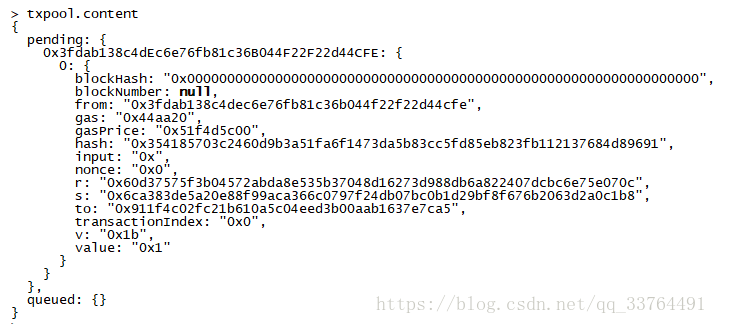 > txpool.content
{
  pending: {
    0x3fdab138c4dEc6e76fb81c36B044F22F22d44CFE: {
      0: {
        blockHash: "0x0000000000000000000000000000000000000000000000000000000000000000",
        blockNumber: null,
        from: "0x3fdab138c4dec6e76fb81c36b044f22f22d44cfe",
        gas: "0x44aa20",
        gasPrice: "0x51f4d5c00",
        hash: "0x354185703c2460d9b3a51fa6f1473da5b83cc5fd85eb823fb112137684d89691",
        input: "0x",
        nonce: "0x0",
        r: "0x60d37575f3b04572abda8e535b37048d16273d988db6a822407dcbc6e75e070c",
        s: "0x6ca383de5a20e88f99aca366c0797f24db07bc0b1d29bf8f676b2063d2a0c1b8",
        to: "0x911f4c02fc21b610a5c04eed3b00aab1637e7ca5",
        transactionIndex: "0x0",
        v: "0x1b",
        value: "0x1"
      }
    }
  },
  queued: {}
}
https://blog.csdn.net/qq_33764491